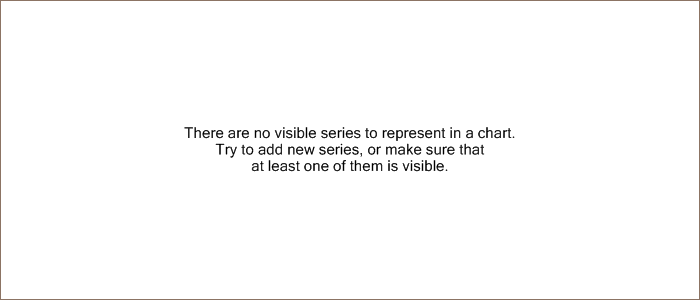 There are no visible series to represent in a chart.
Try to add new series, or make sure that
at least one of them is visible.